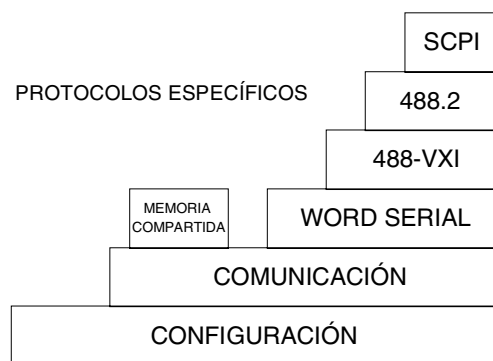 SCPI
PROTOCOLOS ESPECÍFICOS
488.2
488-VXI
MEMORIA
COMPARTIDA
WORD SERIAL
COMUNICACIÓN
CONFIGURACIÓN